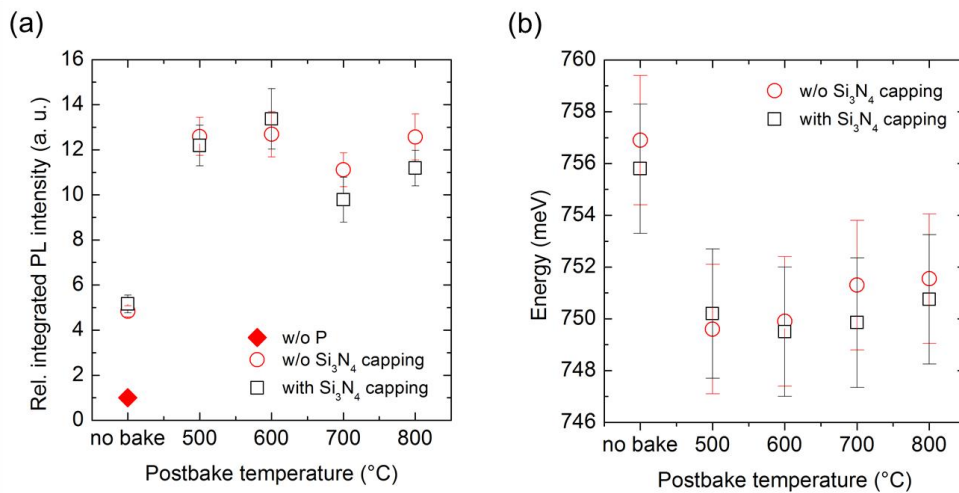 (a)
Rel. integrated PL intensity (a. u.)
16
14
12
10
8
6
4
2
0
no bake 500 600 700 800
Postbake temperature (°C)
w/o P
w/o Si₃N₄ capping
with Si₃N₄ capping
(b)
Energy (meV)
760
758
756
754
752
750
748
746
no bake 500 600 700 800
Postbake temperature (°C)
w/o Si₃N₄ capping
with Si₃N₄ capping